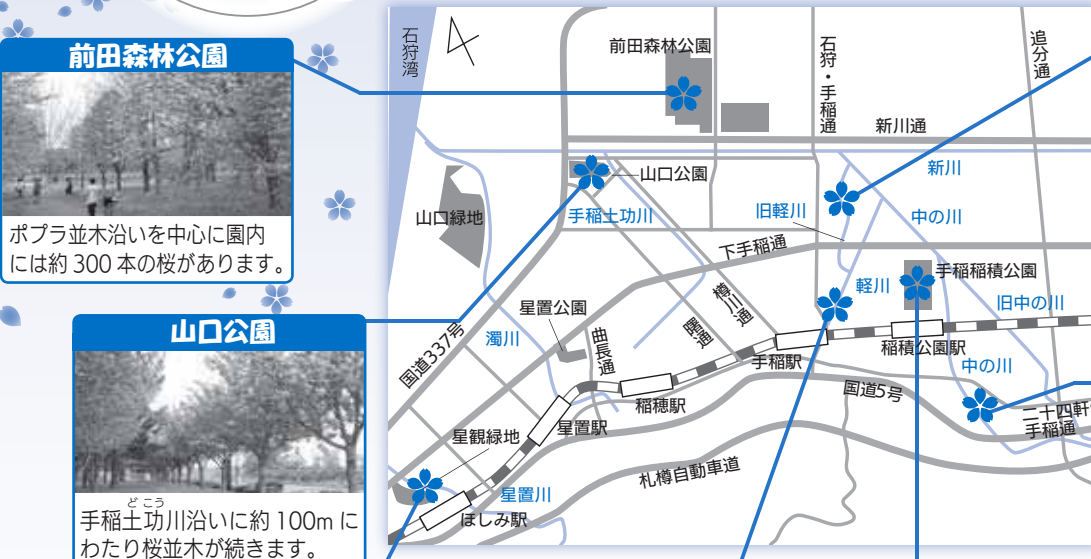 前田森林公園
ポプラ並木沿いを中心に園内
には約 300 本の桜があります。
山口公園
どこう
手稲土功川沿いに約 100m に
わたり桜並木が続きます。
石狩湾
前田森林公園
石狩・手稲通
追分通
新川通
山口公園
新川
山口緑地
手稲土功川
旧軽川
中の川
下手稲通
手稲稲積公園
軽川
旧中の川
樽川通
星置公園
曙通
国道337号
濁川
曲長通
手稲駅
稲積公園駅
中の川
国道5号
稲穂駅
二十四軒
手稲通
星観緑地
星置駅
札樽自動車道
星置川
ほしみ駅